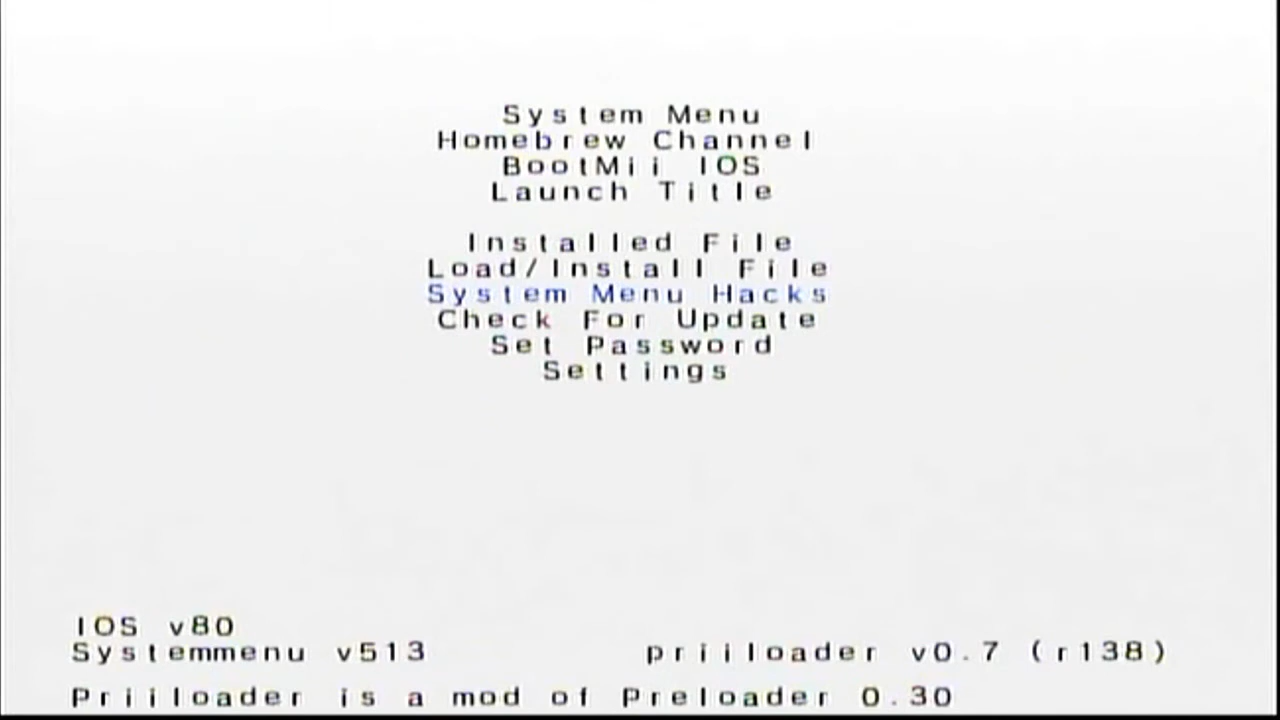 System Menu
Homebrew Channel
BootMii IOS
Launch Title
Installed File
Load/Install File
System Menu Hacks
Check For Update
Set Password
Settings
IOS v80
Systemmenu v513
priiloader v0.7 (r138)
Priiloader is a mod of Preloader 0.30